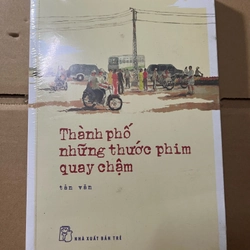 Thành phố
những thước phim
quay chậm
tản văn
NHÀ XUẤT BẢN TRẺ